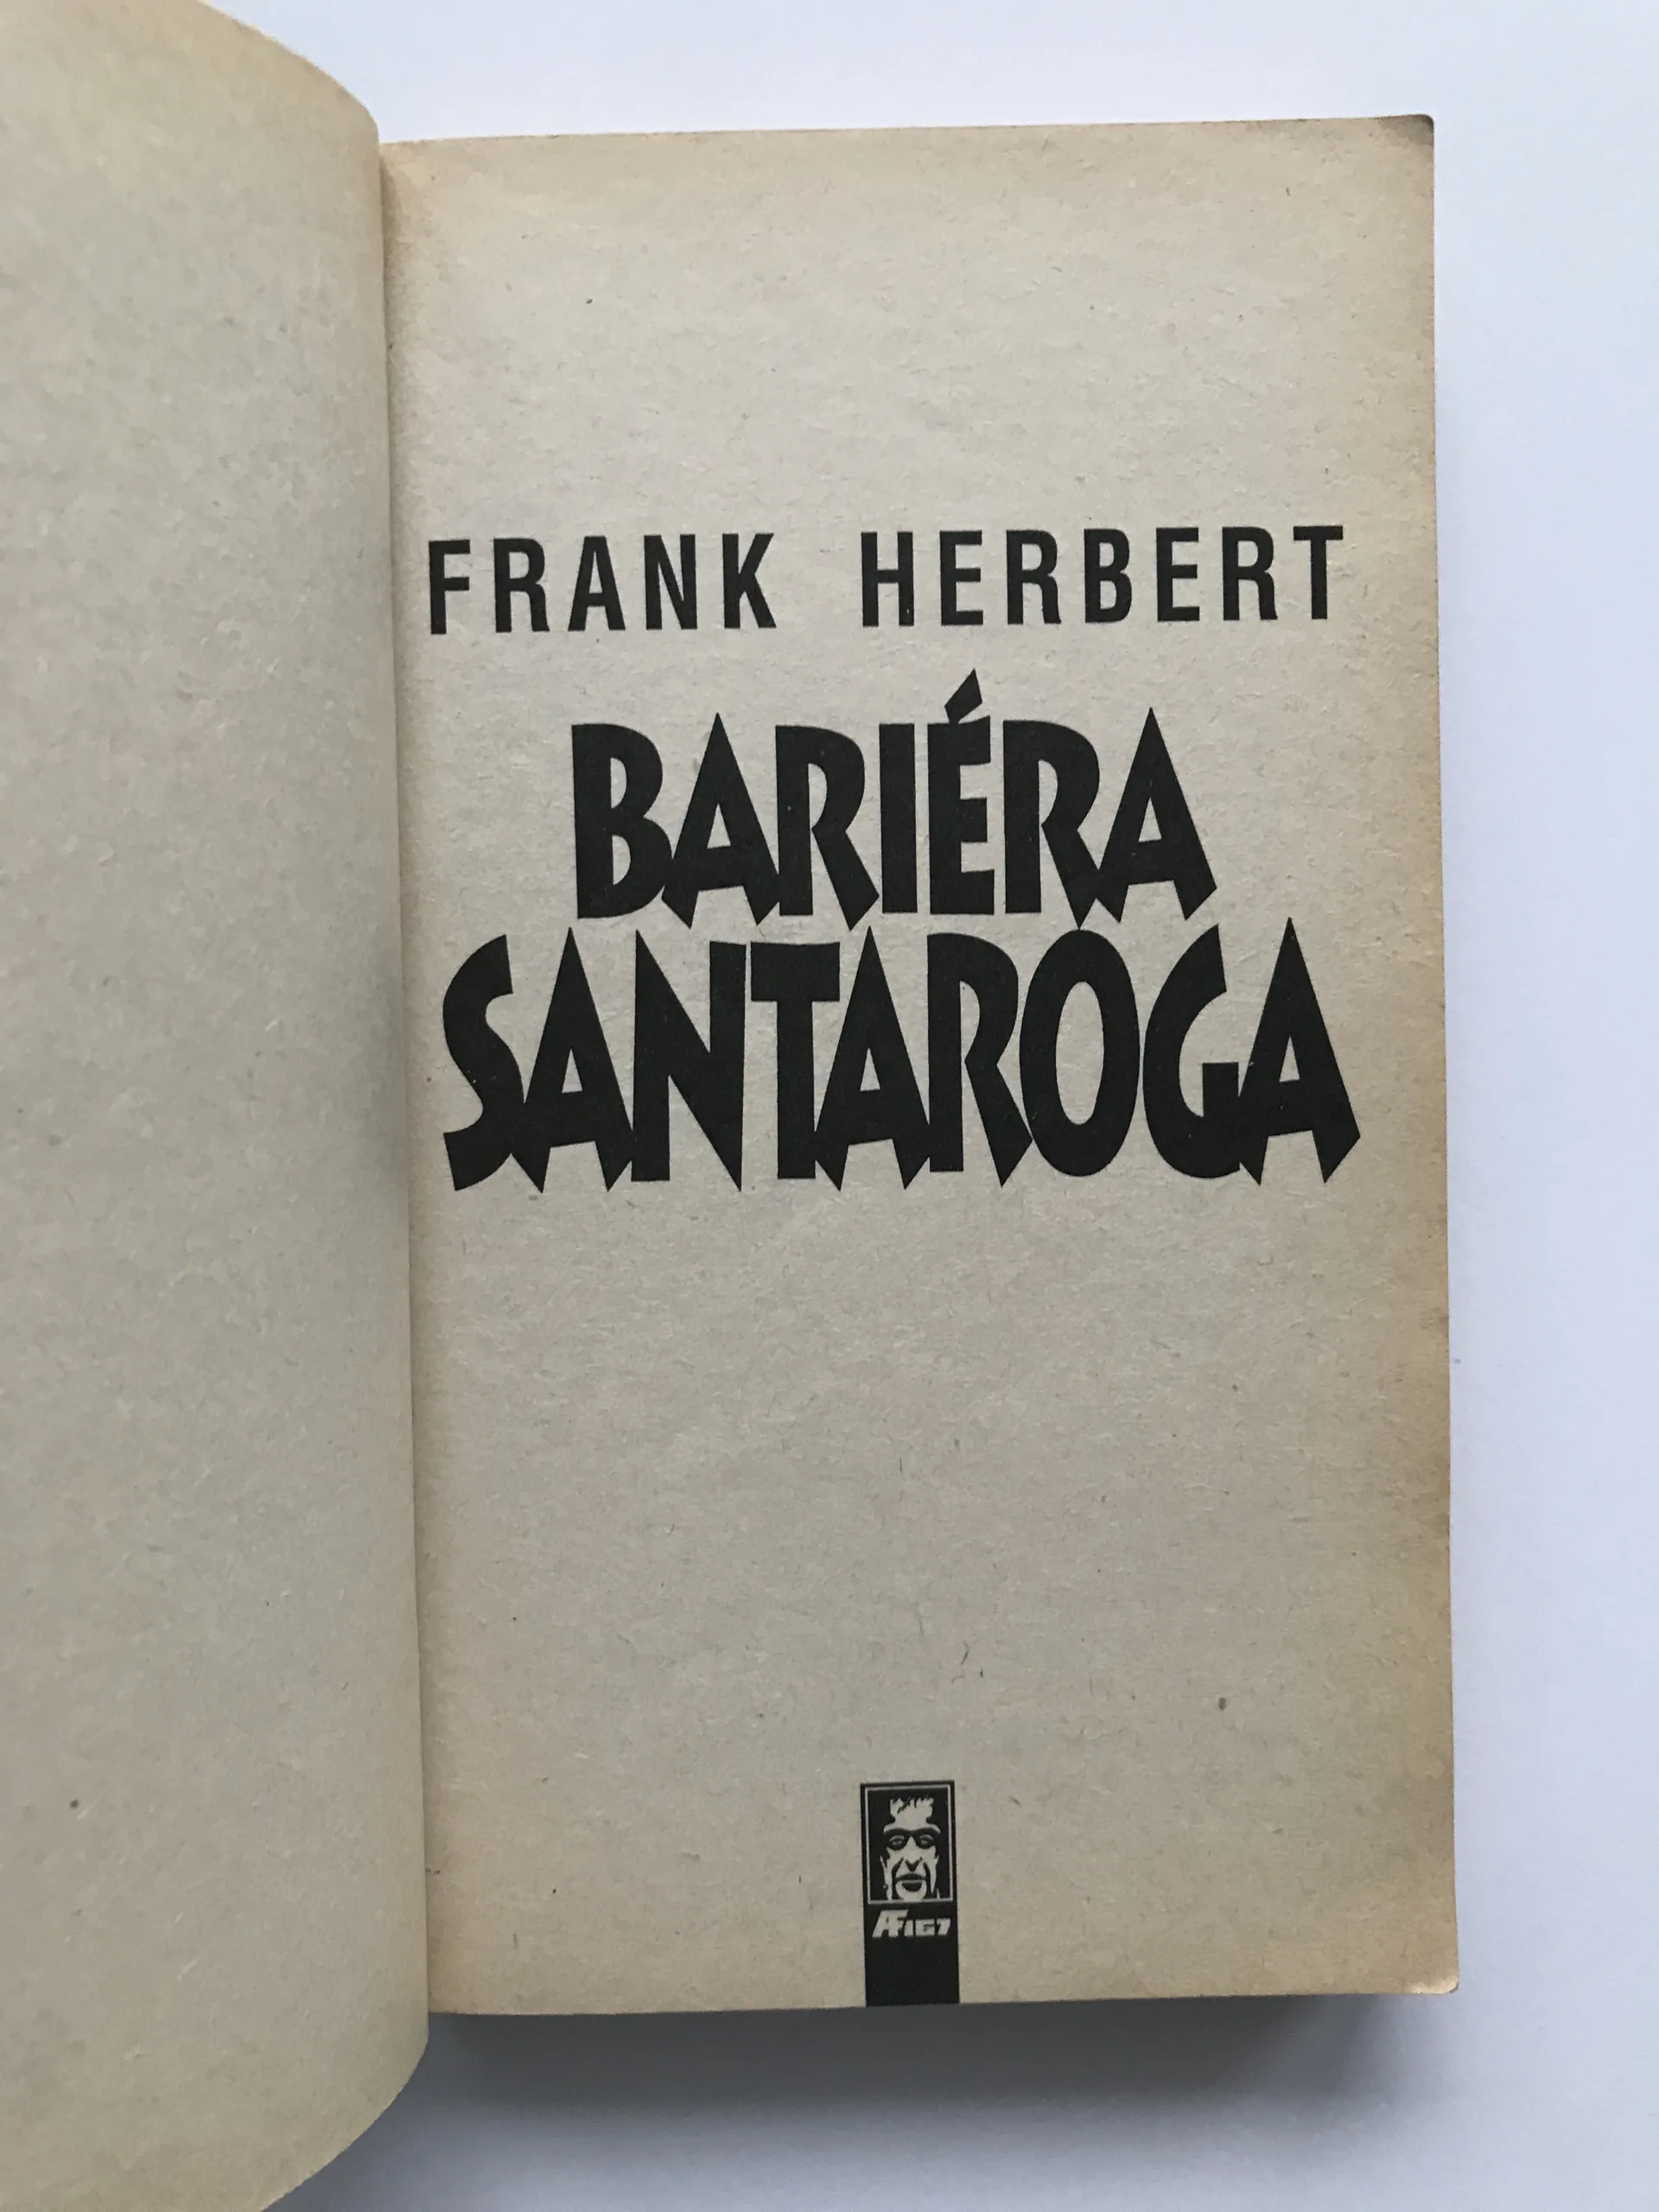 FRANK HERBERT
BARIÉRA
SANTAROGA
AF167